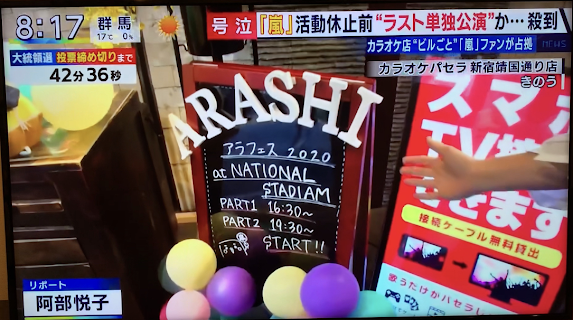 8:17
群馬
17℃ 0%
大統領選 投票締め切りまで
42分36秒
号泣 「嵐」活動休止前“ラスト単独公演”か…殺到
カラオケ店“ビルごと”「嵐」ファンが占拠
NEWS
カラオケパセラ 新宿靖国通り店
きのう
ARASHI
アラフェス 2020
at NATIONAL
STADIAM
PART1 16:30~
PART2 19:30~
START!!
スマホ
TV接
できます
接続ケーブル無料貸出
歌うだけがパセラじ
リポート
阿部悦子